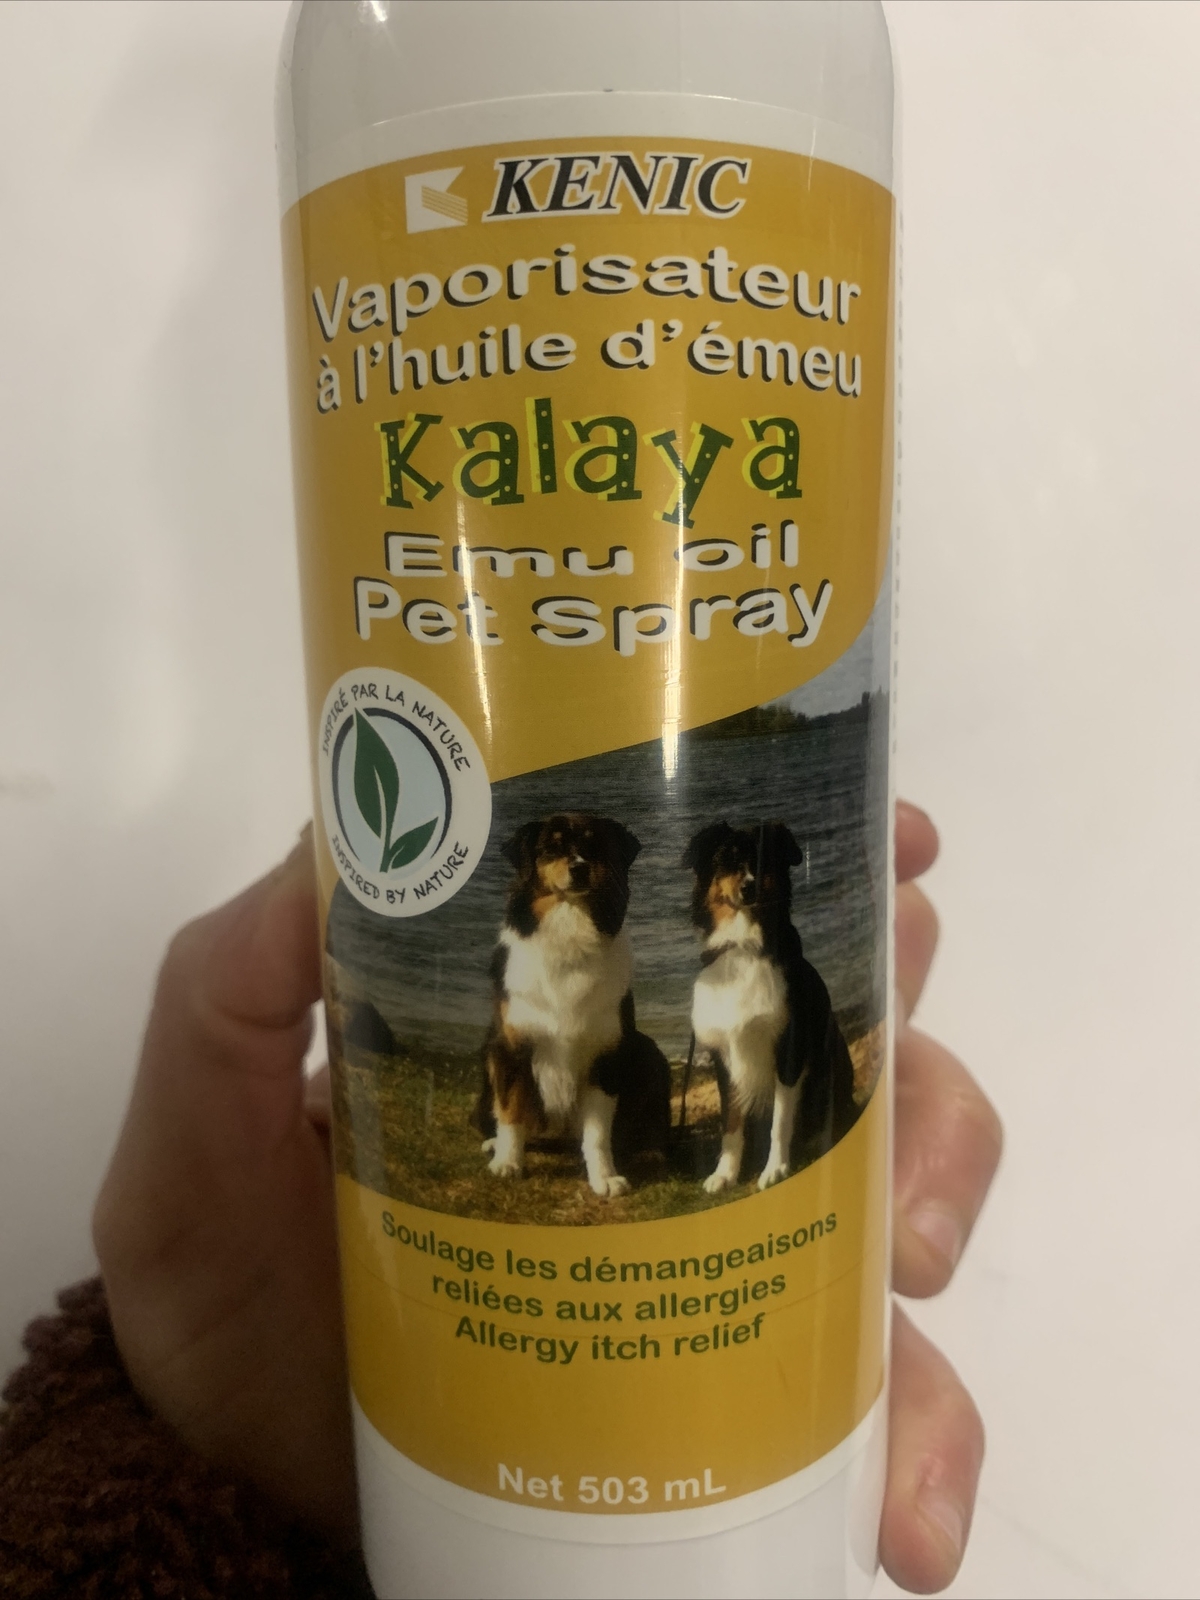 KENIC
Vaporisateur
à l'huile d'émeu
Kalaya
Emu oil
Pet Spray
INSPIRÉ PAR LA NATURE
INSPIRED BY NATURE
Soulage les démangeaisons
reliées aux allergies
Allergy itch relief
Net 503 mL